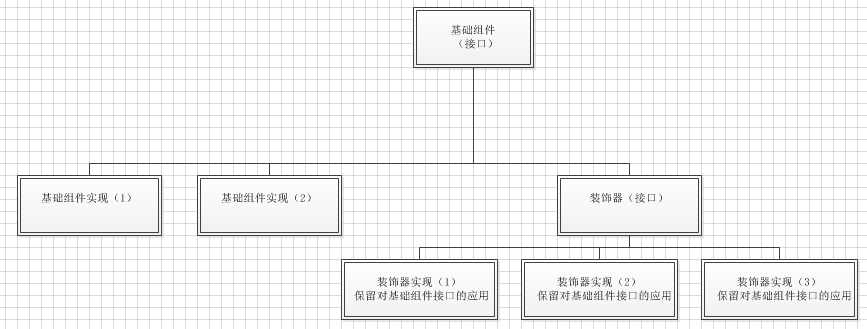 基础组件
（接口）
基础组件实现（1）
基础组件实现（2）
装饰器（接口）
装饰器实现（1）
保留对基础组件接口的应用
装饰器实现（2）
保留对基础组件接口的应用
装饰器实现（3）
保留对基础组件接口的应用